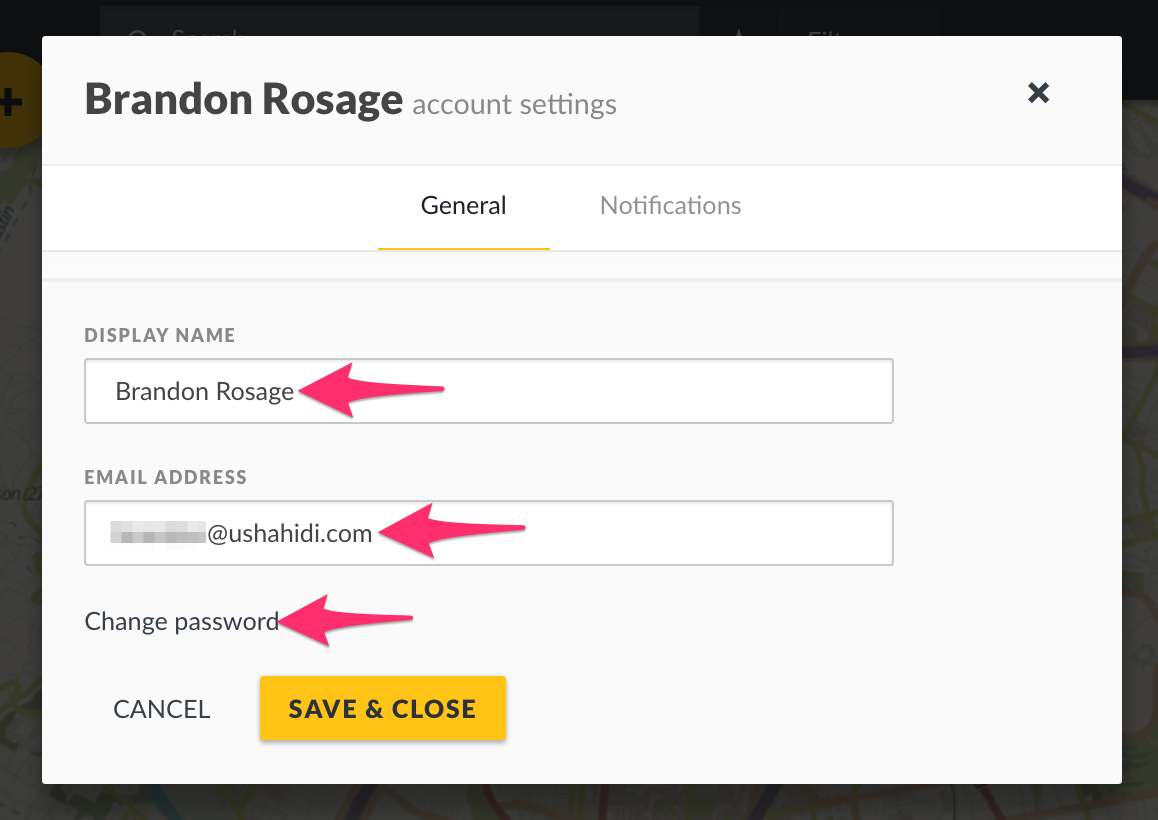 Brandon Rosage account settings
General Notifications
DISPLAY NAME
Brandon Rosage
EMAIL ADDRESS
@ushahidi.com
Change password
CANCEL SAVE & CLOSE